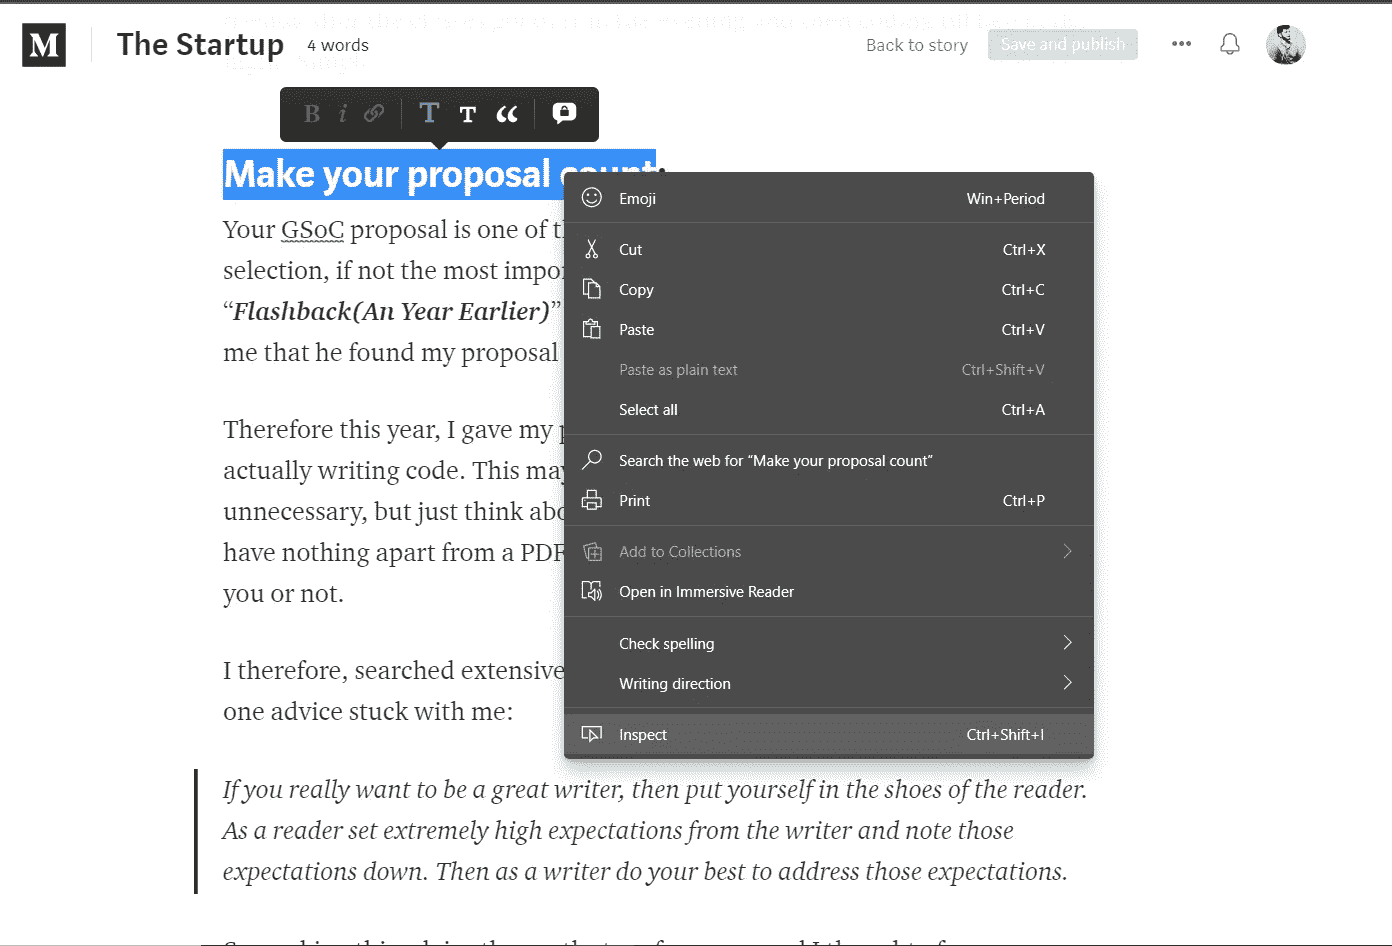 M
The Startup 4 words Back to story Save and publish
B i T T “
Make your proposal count.
Your GSoC proposal is one of
selection, if not the most
“Flashback(An Year Earlier)”
me that he found my proposal
Therefore this year, I gave my
actually writing code. This may
unnecessary, but just think
have nothing apart from a PDF
you or not.
I therefore, searched
one advice stuck with me:
Emoji Win+Period
Cut Ctrl+X
Copy Ctrl+C
Paste Ctrl+V
Paste as plain text Ctrl+Shift+V
Select all Ctrl+A
Search the web for “Make your proposal count”
Print Ctrl+P
Add to Collections
Open in Immersive Reader
Check spelling
Writing direction
Inspect Ctrl+Shift+I
If you really want to be a great writer, then put yourself in the shoes of the reader.
As a reader set extremely high expectations from the writer and note those
expectations down. Then as a writer do your best to address those expectations.